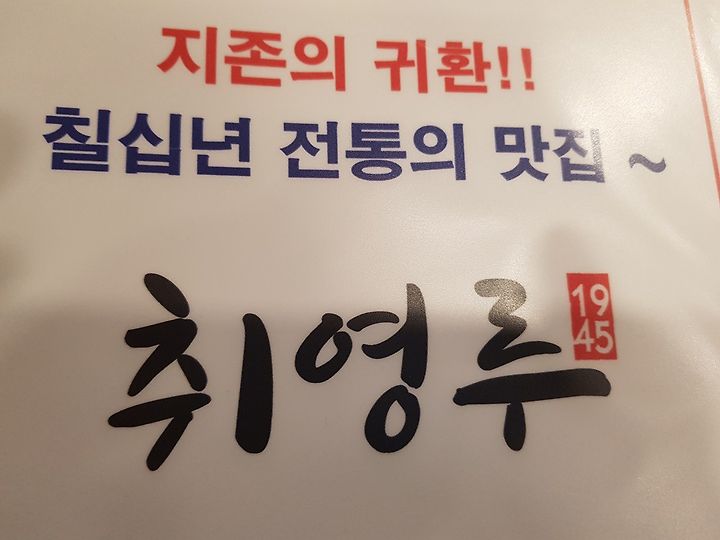 지존의 귀환!!
칠십년 전통의 맛집 ~
취영루 1945